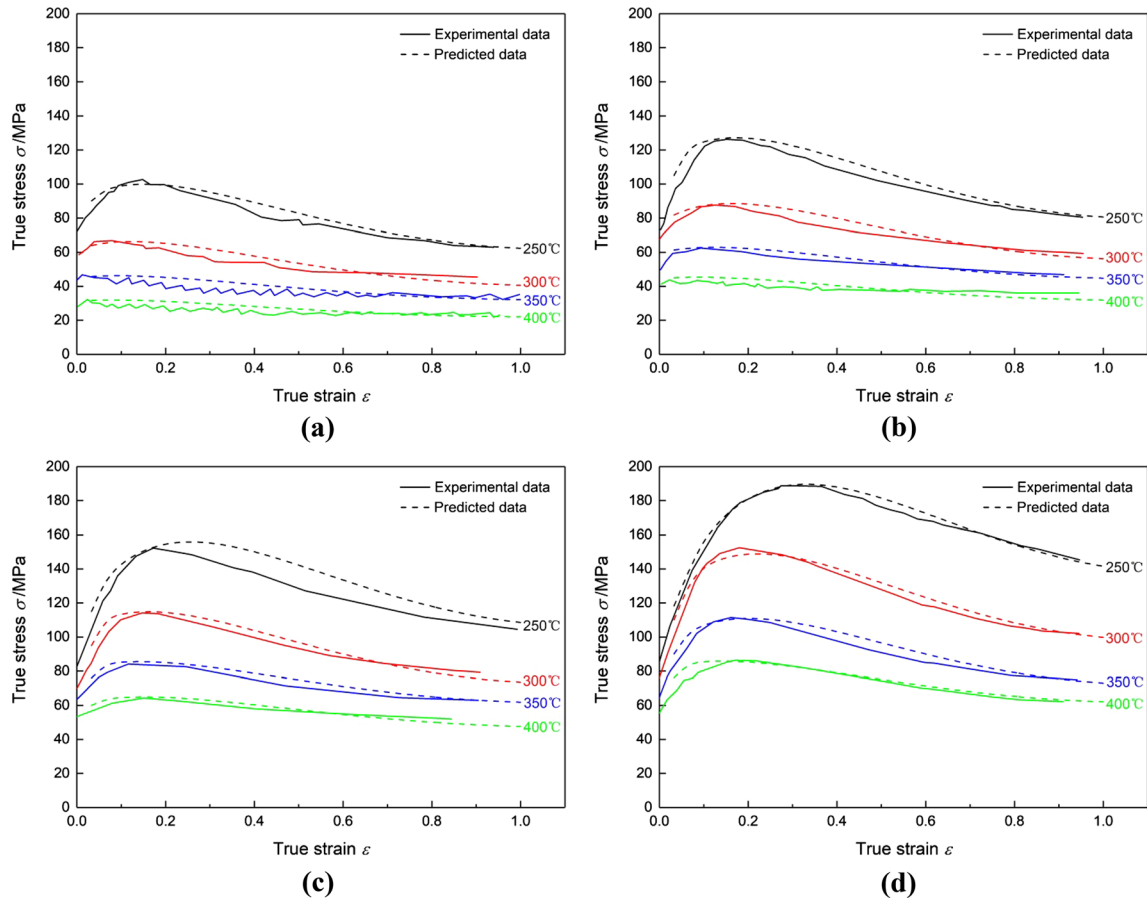 200
180
160
140
120
100
80
60
40
20
0
True stress σ /MPa
Experimental data
Predicted data
250℃
300℃
350℃
400℃
0.0 0.2 0.4 0.6 0.8 1.0
True strain ε
(a)
200
180
160
140
120
100
80
60
40
20
0
True stress σ /MPa
Experimental data
Predicted data
250℃
300℃
350℃
400℃
0.0 0.2 0.4 0.6 0.8 1.0
True strain ε
(b)
200
180
160
140
120
100
80
60
40
20
0
True stress σ /MPa
Experimental data
Predicted data
250℃
300℃
350℃
400℃
0.0 0.2 0.4 0.6 0.8 1.0
True strain ε
(c)
200
180
160
140
120
100
80
60
40
20
0
True stress σ /MPa
Experimental data
Predicted data
250℃
300℃
350℃
400℃
0.0 0.2 0.4 0.6 0.8 1.0
True strain ε
(d)